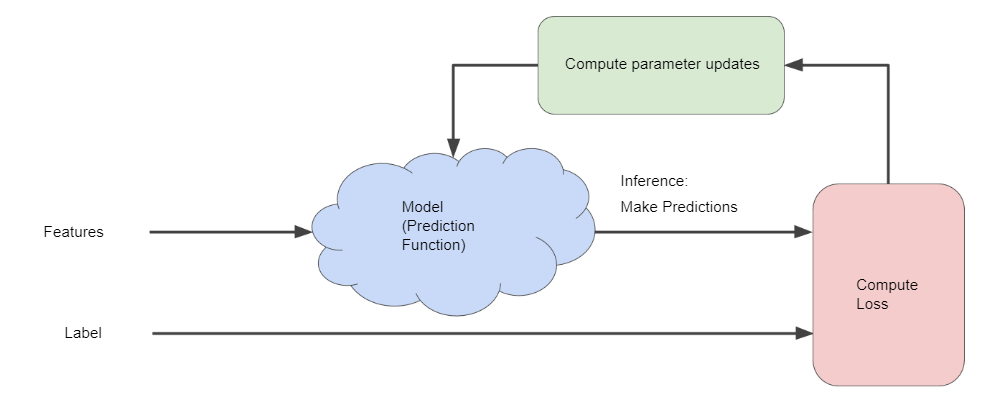 Compute parameter updates
Inference:
Make Predictions
Model
(Prediction
Function)
Features
Compute
Loss
Label